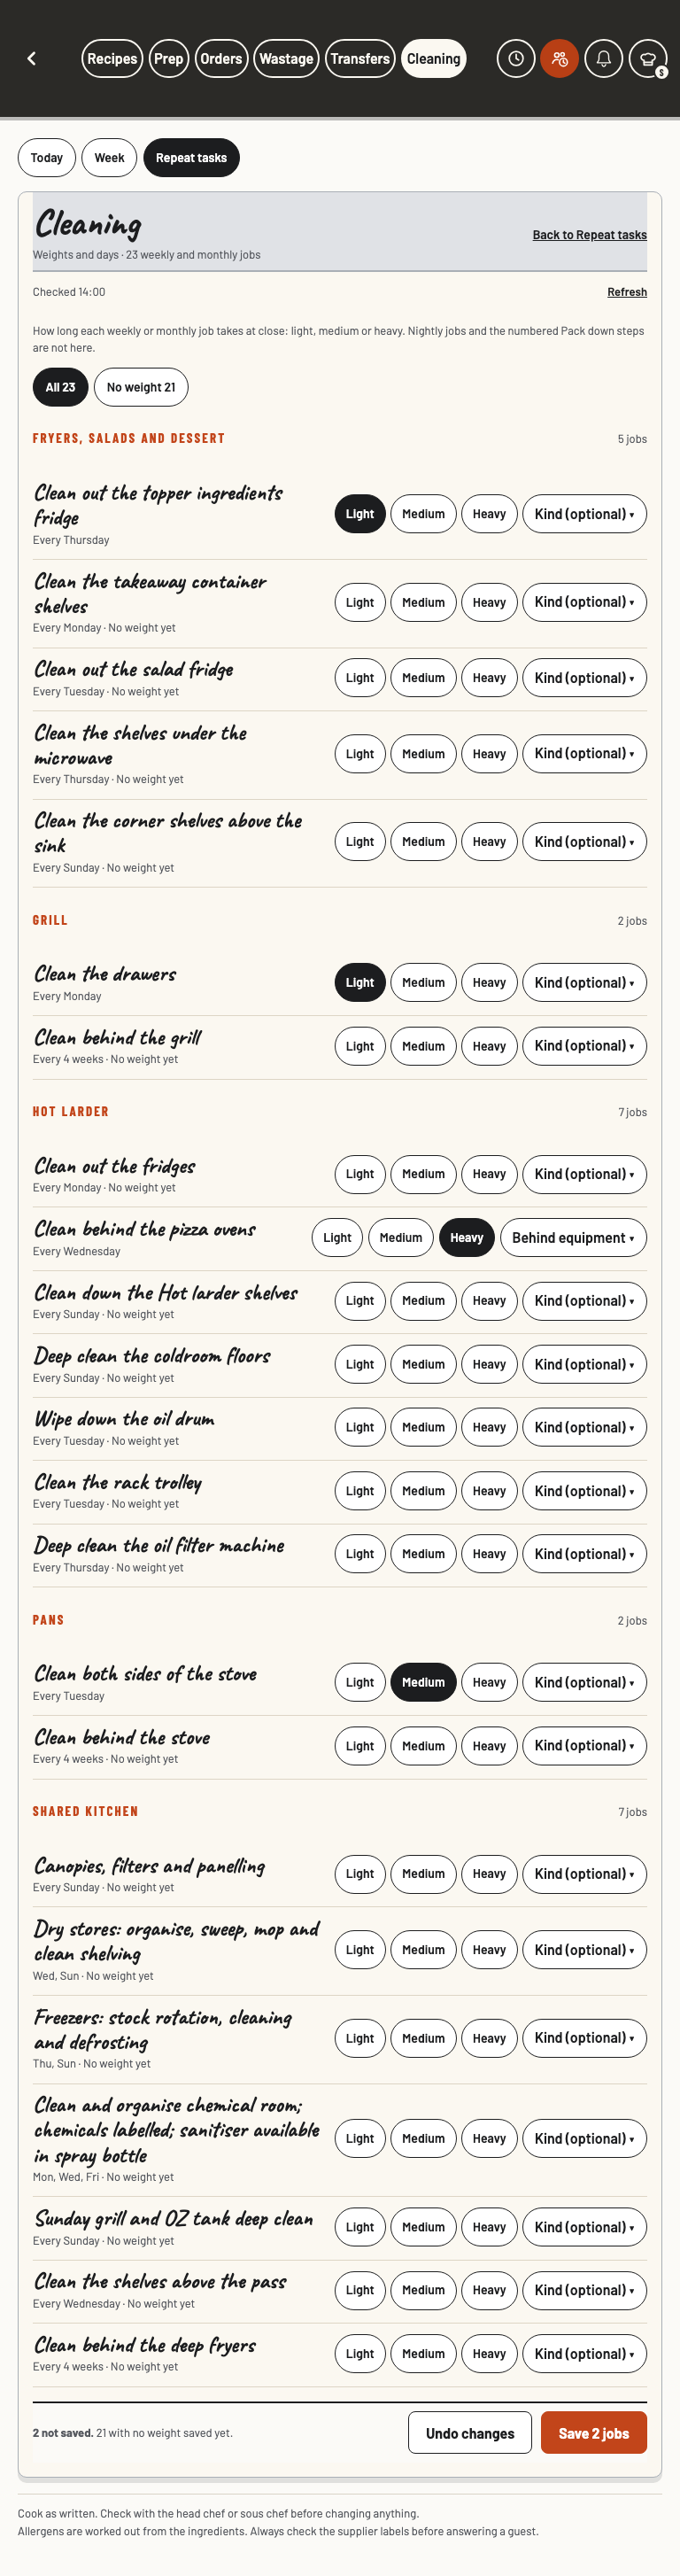 Recipes Prep Orders Wastage Transfers Cleaning $
Today Week Repeat tasks
Cleaning
Back to Repeat tasks
Weights and days · 23 weekly and monthly jobs
Checked 14:00 Refresh
How long each weekly or monthly job takes at close: light, medium or heavy. Nightly jobs and the numbered Pack down steps
are not here.
All 23 No weight 21
FRYERS, SALADS AND DESSERT 5 jobs
Clean out the topper ingredients
fridge
Every Thursday
Light Medium Heavy Kind (optional)
Clean the takeaway container
shelves
Every Monday · No weight yet
Light Medium Heavy Kind (optional)
Clean out the salad fridge
Every Tuesday · No weight yet
Light Medium Heavy Kind (optional)
Clean the shelves under the
microwave
Every Thursday · No weight yet
Light Medium Heavy Kind (optional)
Clean the corner shelves above the
sink
Every Sunday · No weight yet
Light Medium Heavy Kind (optional)
GRILL 2 jobs
Clean the drawers
Every Monday
Light Medium Heavy Kind (optional)
Clean behind the grill
Every 4 weeks · No weight yet
Light Medium Heavy Kind (optional)
HOT LARDER 7 jobs
Clean out the fridges
Every Monday · No weight yet
Light Medium Heavy Kind (optional)
Clean behind the pizza ovens
Every Wednesday
Light Medium Heavy Behind equipment
Clean down the Hot larder shelves
Every Sunday · No weight yet
Light Medium Heavy Kind (optional)
Deep clean the coldroom floors
Every Sunday · No weight yet
Light Medium Heavy Kind (optional)
Wipe down the oil drum
Every Tuesday · No weight yet
Light Medium Heavy Kind (optional)
Clean the rack trolley
Every Tuesday · No weight yet
Light Medium Heavy Kind (optional)
Deep clean the oil filter machine
Every Thursday · No weight yet
Light Medium Heavy Kind (optional)
PANS 2 jobs
Clean both sides of the stove
Every Tuesday
Light Medium Heavy Kind (optional)
Clean behind the stove
Every 4 weeks · No weight yet
Light Medium Heavy Kind (optional)
SHARED KITCHEN 7 jobs
Canopies, filters and panelling
Every Sunday · No weight yet
Light Medium Heavy Kind (optional)
Dry stores: organise, sweep, mop and
clean shelving
Wed, Sun · No weight yet
Light Medium Heavy Kind (optional)
Freezers: stock rotation, cleaning
and defrosting
Thu, Sun · No weight yet
Light Medium Heavy Kind (optional)
Clean and organise chemical room;
chemicals labelled; sanitiser available
in spray bottle
Mon, Wed, Fri · No weight yet
Light Medium Heavy Kind (optional)
Sunday grill and OZ tank deep clean
Every Sunday · No weight yet
Light Medium Heavy Kind (optional)
Clean the shelves above the pass
Every Wednesday · No weight yet
Light Medium Heavy Kind (optional)
Clean behind the deep fryers
Every 4 weeks · No weight yet
Light Medium Heavy Kind (optional)
2 not saved. 21 with no weight saved yet. Undo changes Save 2 jobs
Cook as written. Check with the head chef or sous chef before changing anything.
Allergens are worked out from the ingredients. Always check the supplier labels before answering a guest.